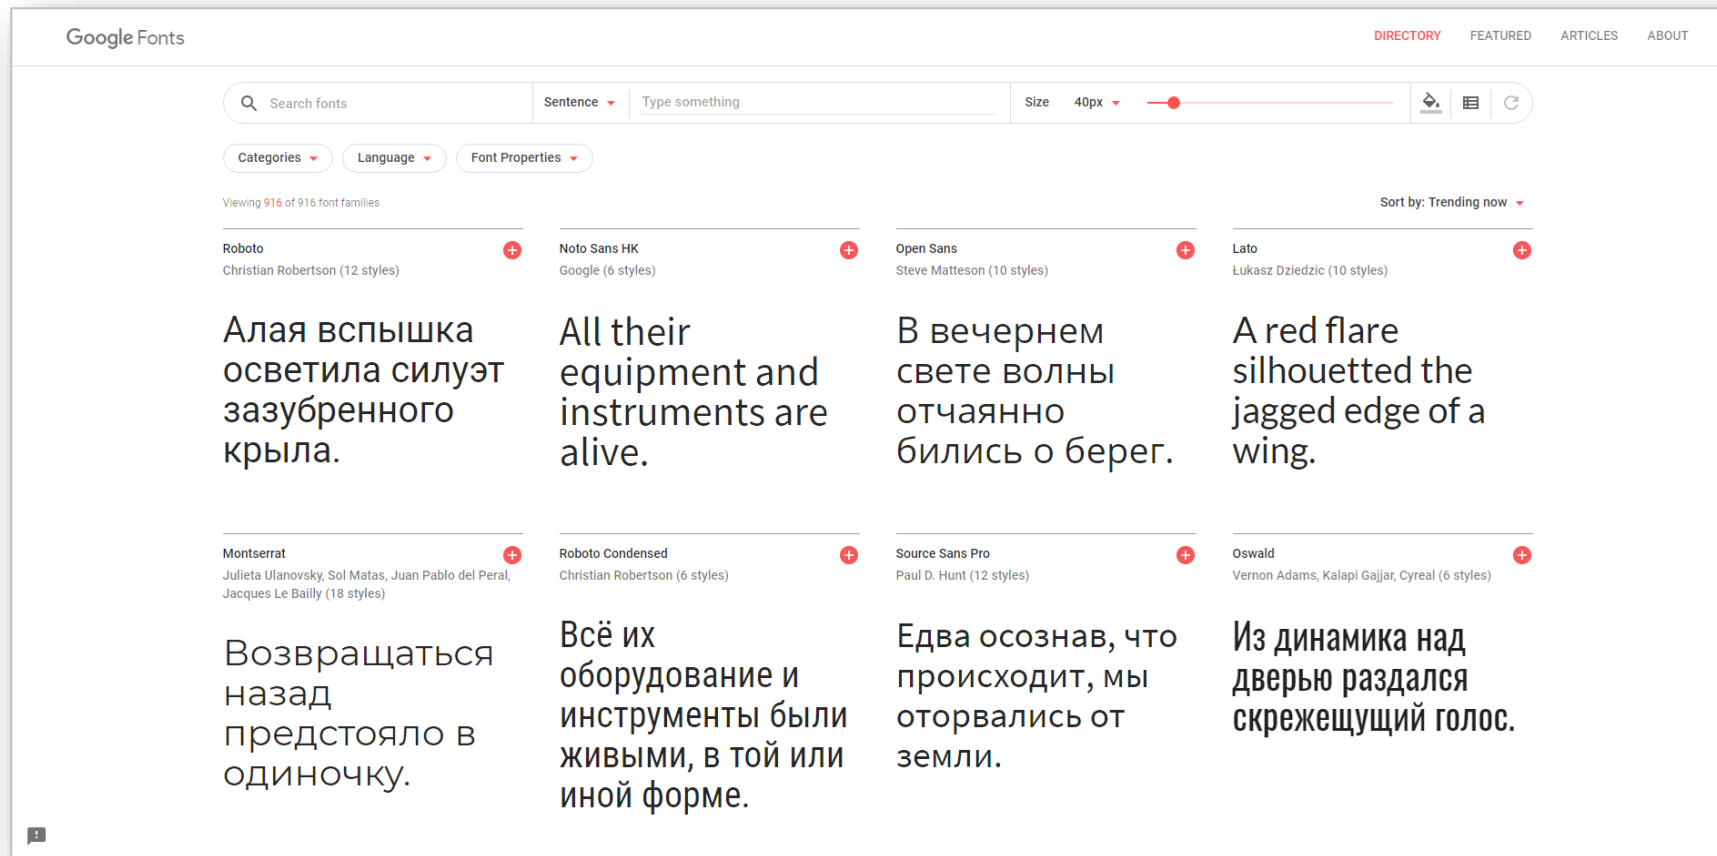 Google Fonts
DIRECTORY
FEATURED
ARTICLES
ABOUT
Search fonts
Sentence
Type something
Size
40px
Categories
Language
Font Properties
Viewing 916 of 916 font families
Sort by: Trending now
Roboto
Christian Robertson (12 styles)
Алая вспышка
осветила силуэт
зазубренного
крыла.
Noto Sans HK
Google (6 styles)
All their
equipment and
instruments are
alive.
Open Sans
Steve Matteson (10 styles)
В вечернем
свете волны
отчаянно
бились о берег.
Lato
Łukasz Dziedzic (10 styles)
A red flare
silhouetted the
jagged edge of a
wing.
Montserrat
Julieta Ulanovsky, Sol Matas, Juan Pablo del Peral,
Jacques Le Bailly (18 styles)
Возвращаться
назад
предстояло в
одиночку.
Roboto Condensed
Christian Robertson (6 styles)
Всё их
оборудование и
инструменты были
живыми, в той или
иной форме.
Source Sans Pro
Paul D. Hunt (12 styles)
Едва осознав, что
происходит, мы
оторвались от
земли.
Oswald
Vernon Adams, Kalapi Gajjar, Cyreal (6 styles)
Из динамика над
дверью раздался
скрежещущий голос.